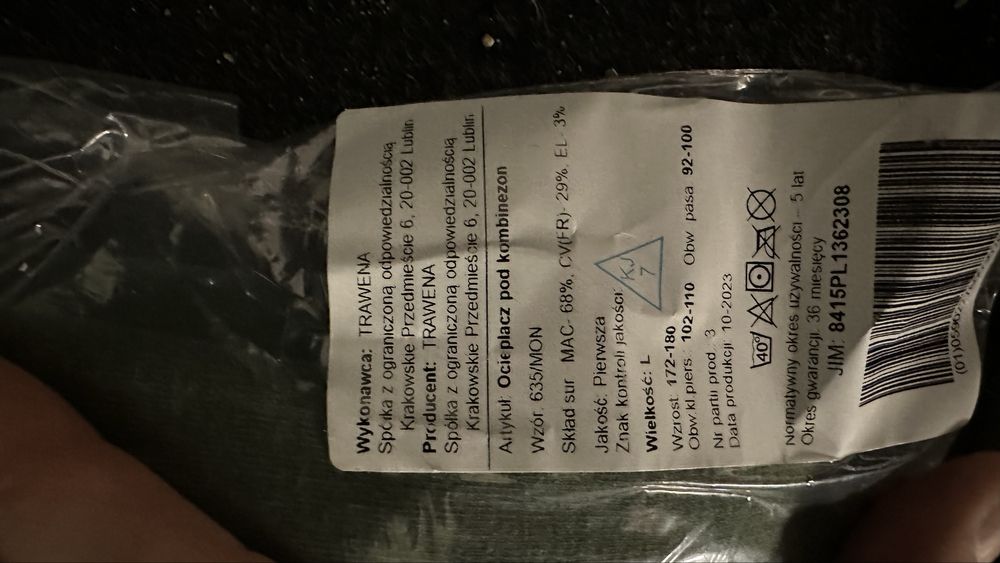 Wykonawca: TRAWENA
Spółka z ograniczoną odpowiedzialnością
Krakowskie Przedmieście 6, 20-002 Lublin
Producent: TRAWENA
Spółka z ograniczoną odpowiedzialnością
Krakowskie Przedmieście 6, 20-002 Lublin
Artykuł: Ocieplacz pod kombinezon
Wzór: 635/MON
Skład sur MAC- 68%, CV(FR)- 29%, EL- 3%
Jakość: Pierwsza
Znak kontroli jakości: KJ 7
Wielkość: L
Wzrost 172-180
Obw kl.piers. 102-110 Obw pasa 92-100
Nr partii prod. 3
Data produkcji 10-2023
40°
Normatywny okres używalności – 5 lat
Okres gwarancji. 36 miesięcy
JIM: 8415PL1362308